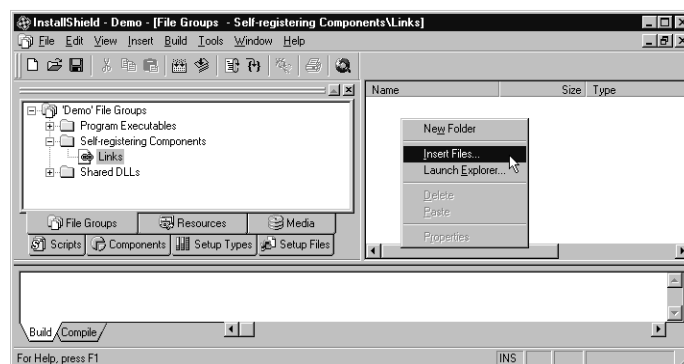 InstallShield - Demo - [File Groups - Self-registering Components\Links]
File Edit View Insert Build Tools Window Help
Name Size Type
'Demo' File Groups
Program Executables
Self-registering Components
Links
Shared DLLs
New Folder
Insert Files...
Launch Explorer...
Delete
Paste
Properties
File Groups Resources Media
Scripts Components Setup Types Setup Files
Build Compile
For Help, press F1 INS